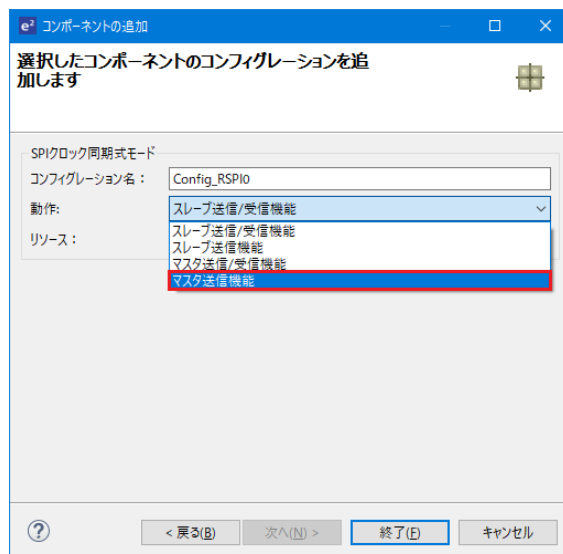 e² コンポーネントの追加
選択したコンポーネントのコンフィグレーションを追
加します
SPIクロック同期式モード
コンフィグレーション名：
Config_RSPI0
動作:
スレーブ送信/受信機能
リソース：
スレーブ送信/受信機能
スレーブ送信機能
マスタ送信/受信機能
マスタ送信機能
?
< 戻る(B)
次へ(N) >
終了(F)
キャンセル